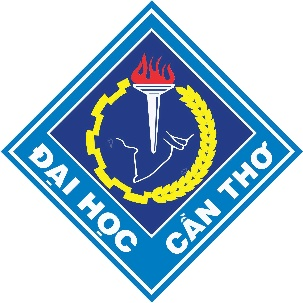 ĐẠI HỌC
CẦN THƠ